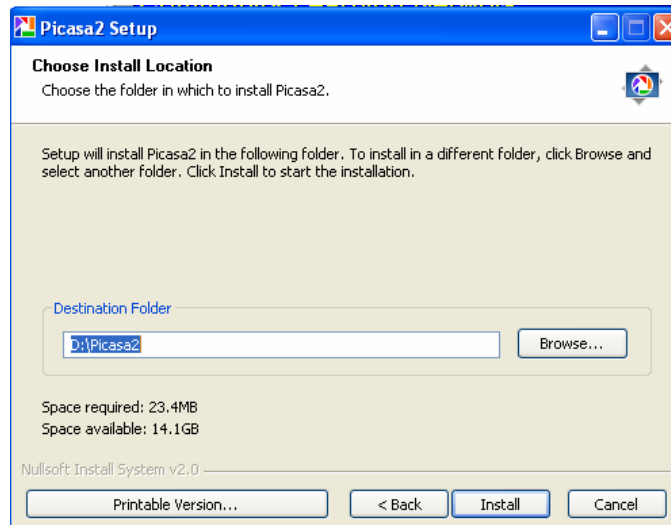 Picasa2 Setup
Choose Install Location
Choose the folder in which to install Picasa2.
Setup will install Picasa2 in the following folder. To install in a different folder, click Browse and
select another folder. Click Install to start the installation.
Destination Folder
D:\Picasa2
Browse...
Space required: 23.4MB
Space available: 14.1GB
Nullsoft Install System v2.0
Printable Version... < Back Install Cancel